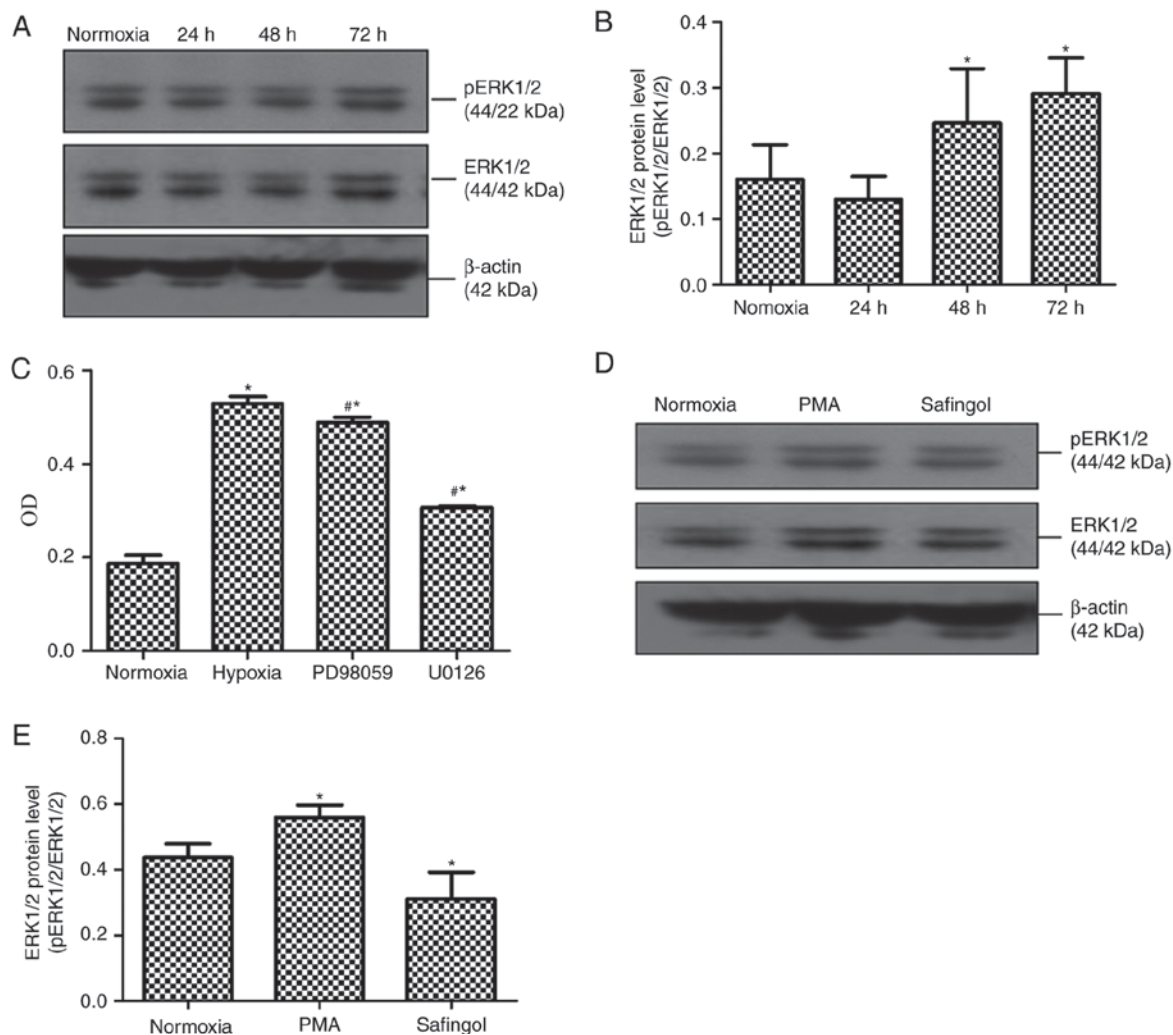 A
Normoxia 24 h 48 h 72 h
pERK1/2
(44/22 kDa)
ERK1/2
(44/42 kDa)
β-actin
(42 kDa)
B
ERK1/2 protein level
(pERK1/2/ERK1/2)
0.4
0.3
0.2
0.1
0.0
* *
Nomoxia 24 h 48 h 72 h
C
OD
0.6
0.4
0.2
0.0
* #* #*
Normoxia Hypoxia PD98059 U0126
D
Normoxia PMA Safingol
pERK1/2
(44/42 kDa)
ERK1/2
(44/42 kDa)
β-actin
(42 kDa)
E
ERK1/2 protein level
(pERK1/2/ERK1/2)
0.8
0.6
0.4
0.2
0.0
* *
Normoxia PMA Safingol